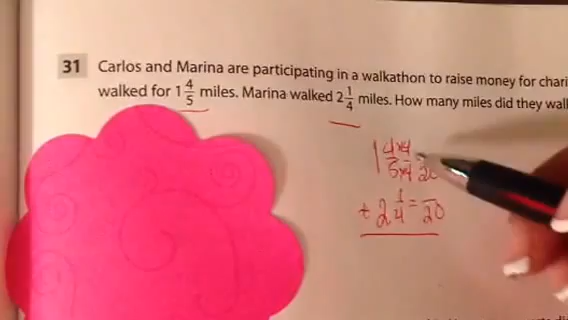 31 Carlos and Marina are participating in a walkathon to raise money for
walked for 1 4/5 miles. Marina walked 2 1/4 miles. How many miles did they
1 4×4/5×4 20
+ 2 1/4 = /20